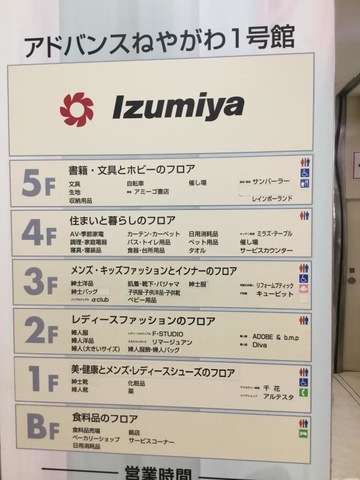 アドバンスねやがわ1号館
Izumiya
5F 書籍・文具とホビーのフロア
文具 自転車 催し場 サンパーラー
生地 アミーゴ書店
収納用品 レインボーランド
4F 住まいと暮らしのフロア
AV・季節家電 カーテン・カーペット 日用消耗品 ミラズ・テーブル
調理・家庭電器 バス・トイレ用品 ペット用品 催し場
寝具・寝装品 食器・台所用品 タオル サービスカウンター
3F メンズ・キッズファッションとインナーのフロア
紳士洋品 肌着・靴下・パジャマ 紳士服 リフォームブティック
紳士バッグ 子供服・子供洋品・子供靴 キューピット
α club ベビー用品
2F レディースファッションのフロア
婦人服 F-STUDIO ADOBE & b.m.p
婦人洋品 リマージュアン Diva
婦人(大きいサイズ) 婦人服飾・婦人バッグ
1F 美・健康とメンズ・レディースシューズのフロア
紳士靴 化粧品 千花
婦人靴 薬 アルテスタ
BF 食料品のフロア
食料品売場 銘店
ベーカリーショップ サービスコーナー
日用消耗品
営業時間